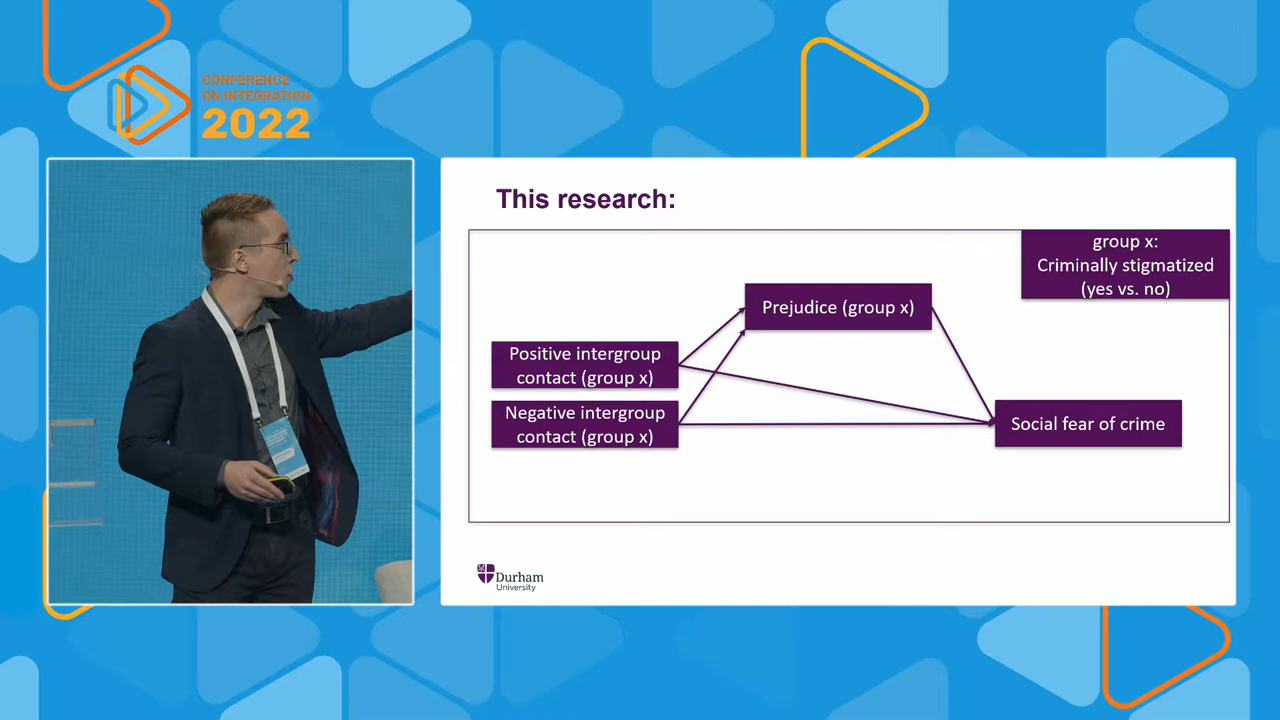 CONFERENCE
ON INTEGRATION
2022
This research:
group x:
Criminally stigmatized
(yes vs. no)
Prejudice (group x)
Positive intergroup
contact (group x)
Negative intergroup
contact (group x)
Social fear of crime
Durham
University